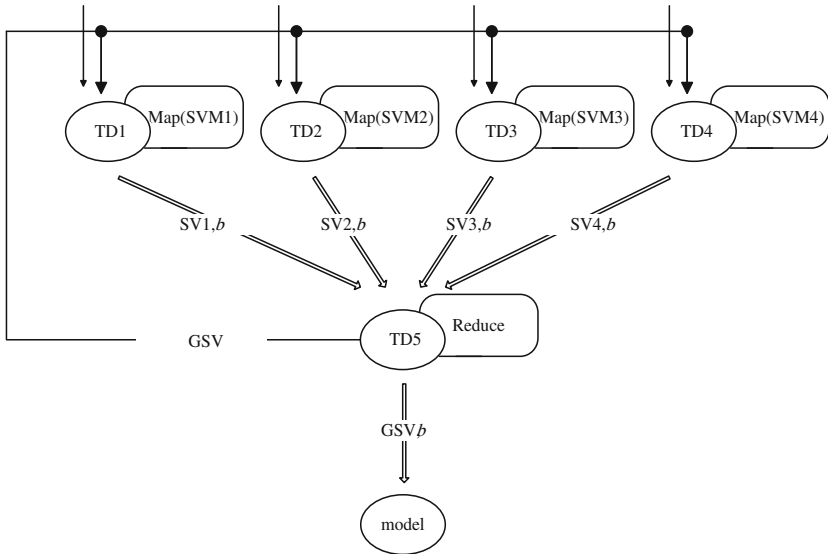 TD1 Map(SVM1) TD2 Map(SVM2) TD3 Map(SVM3) TD4 Map(SVM4)
SV1,b SV2,b SV3,b SV4,b
TD5 Reduce
GSV
GSV,b
model